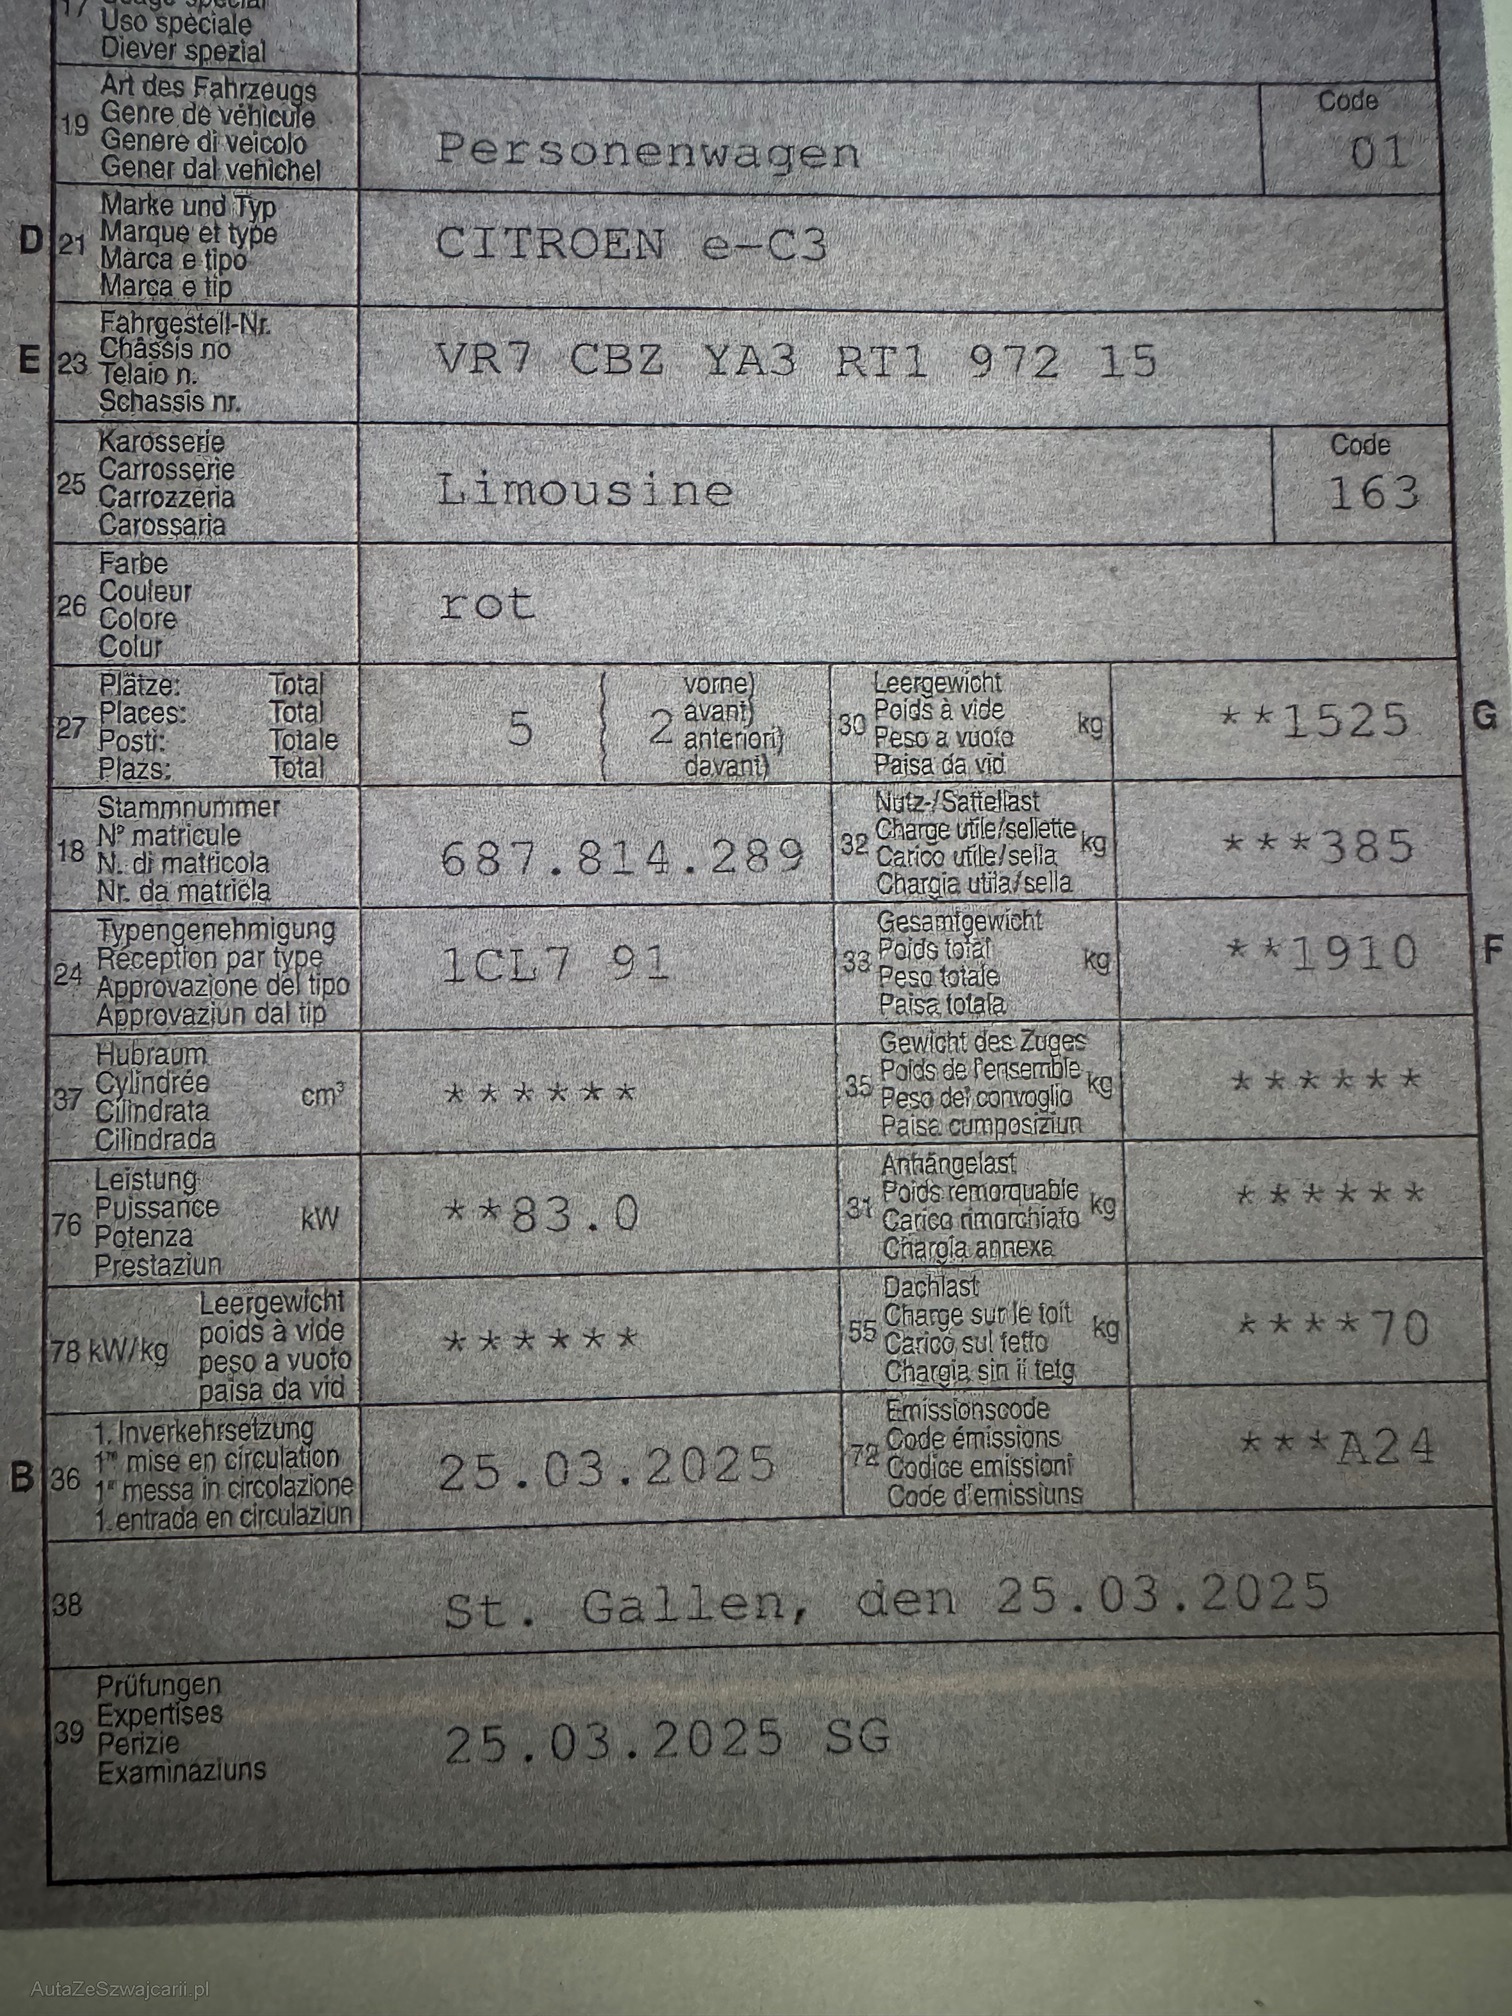 17
Uso speciale
Diever spezial
19
Art des Fahrzeugs
Genre de véhicule
Genere di veicolo
Gener dal vehichel
Personenwagen
Code
01
D
21
Marke und Typ
Marque et type
Marca e tipo
Marca e tip
CITROEN e-C3
E
23
Fahrgestell-Nr.
Châssis no
Telaio n.
Schassis nr.
VR7 CBZ YA3 RT1 972 15
25
Karosserie
Carrosserie
Carrozzeria
Carossaria
Limousine
Code
163
26
Farbe
Couleur
Colore
Colur
rot
27
Plätze: Total
Places: Total
Posti: Totale
Plazs: Total
5
2
vorne)
avant)
anteriori)
davant)
30
Leergewicht
Poids à vide
Peso a vuoto
Paisa da vid
kg
**1525
G
18
Stammnummer
N° matricule
N. di matricola
Nr. da matricla
687.814.289
32
Nutz-/Sattellast
Charge utile/sellette
Carico utile/sella
Chargia utila/sella
kg
***385
24
Typengenehmigung
Réception par type
Approvazione del tipo
Approvaziun dal tip
1CL7 91
33
Gesamtgewicht
Poids total
Peso totale
Paisa totala
kg
**1910
F
37
Hubraum
Cylindrée
Cilindrata
Cilindrada
cm³
******
35
Gewicht des Zuges
Poids de l'ensemble
Peso del convoglio
Paisa cumposiziun
kg
******
76
Leistung
Puissance
Potenza
Prestaziun
kW
**83.0
31
Anhängelast
Poids remorquable
Carico rimorchiato
Chargia annexa
kg
******
78 kW/kg
Leergewicht
poids à vide
peso a vuoto
paisa da vid
******
55
Dachlast
Charge sur le toit
Carico sul tetto
Chargia sin il tetg
kg
****70
B
36
1. Inverkehrsetzung
1re mise en circulation
1a messa in circolazione
1. entrada en circulaziun
25.03.2025
72
Emissionscode
Code émissions
Codice emissioni
Code d'emissiuns
***A24
38
St. Gallen, den 25.03.2025
39
Prüfungen
Expertises
Perizie
Examinaziuns
25.03.2025 SG
AutaZeSzwajcarii.pl